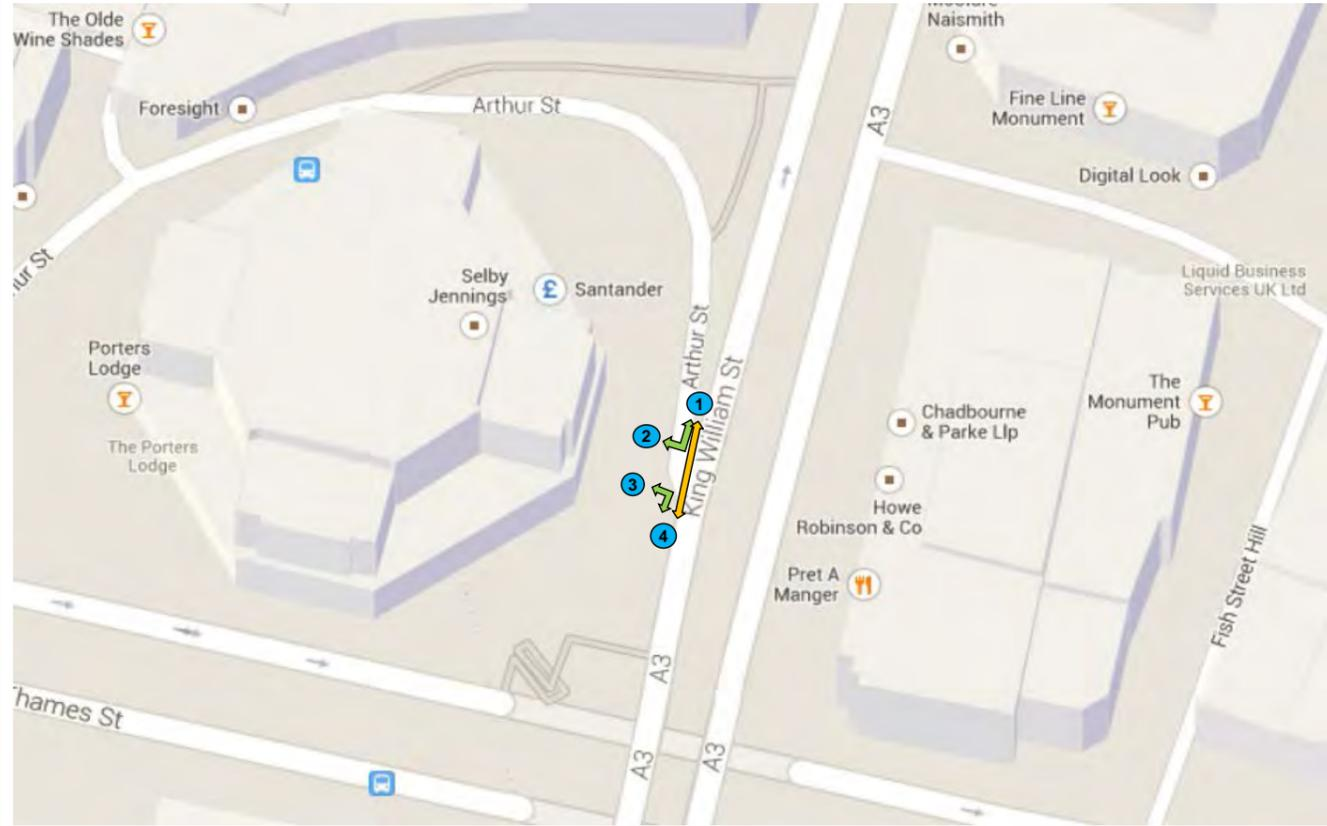 The Olde
Wine Shades
Foresight
Arthur St
A3
Naismith
Fine Line
Monument
Digital Look
Liquid Business
Services UK Ltd
Selby
Jennings
£
Santander
Arthur St
King William St
Porters
Lodge
The Porters
Lodge
1
2
3
4
Chadbourne
& Parke Llp
The
Monument
Pub
Howe
Robinson & Co
Pret A
Manger
Fish Street Hill
A3
A3
A3
Thames St